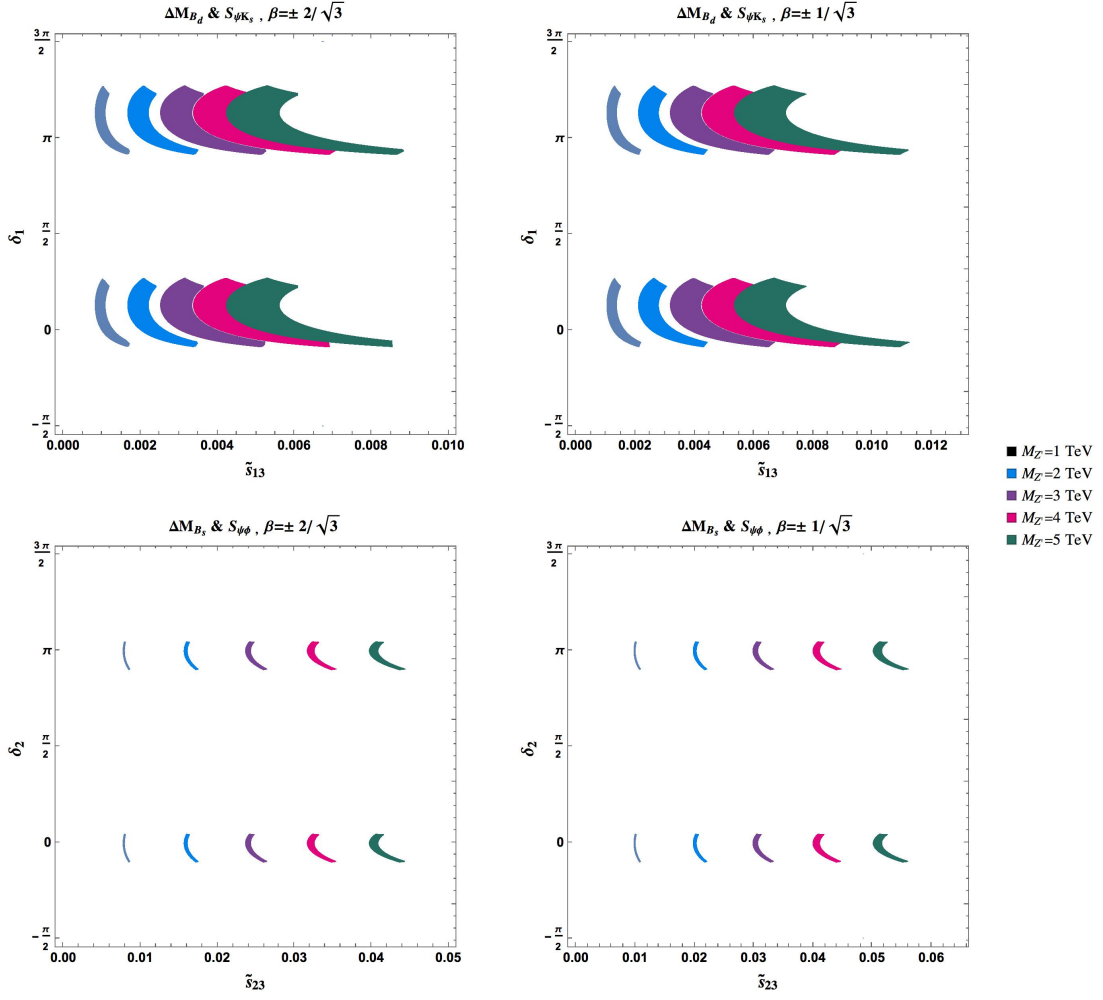 ΔM_{B_d} & S_{ψK_s} , β=± 2/√3
3π/2
π
π/2
0
-π/2
δ_1
0.000 0.002 0.004 0.006 0.008 0.010
s̃_{13}
ΔM_{B_d} & S_{ψK_s} , β=± 1/√3
3π/2
π
π/2
0
-π/2
δ_1
0.000 0.002 0.004 0.006 0.008 0.010 0.012
s̃_{13}
M_{Z'}=1 TeV
M_{Z'}=2 TeV
M_{Z'}=3 TeV
M_{Z'}=4 TeV
M_{Z'}=5 TeV
ΔM_{B_s} & S_{ψϕ} , β=± 2/√3
3π/2
π
π/2
0
-π/2
δ_2
0.00 0.01 0.02 0.03 0.04 0.05
s̃_{23}
ΔM_{B_s} & S_{ψϕ} , β=± 1/√3
3π/2
π
π/2
0
-π/2
δ_2
0.00 0.01 0.02 0.03 0.04 0.05 0.06
s̃_{23}